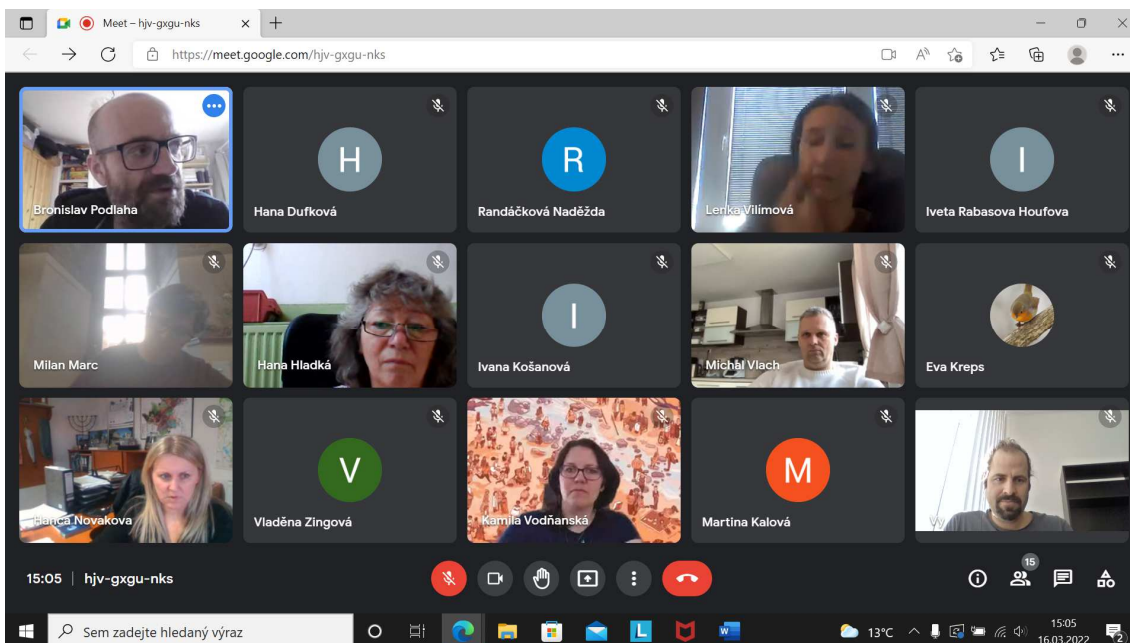 Meet – hjv-gxgu-nks
https://meet.google.com/hjv-gxgu-nks
Bronislav Podlaha
H
Hana Dufková
R
Randáčková Naděžda
Lenka Vilímová
I
Iveta Rabasova Houfova
Milan Marc
Hana Hladká
I
Ivana Košanová
Michal Vlach
Eva Kreps
Hanca Novakova
V
Vladěna Zingová
Kamila Vodňanská
M
Martina Kalová
15:05 | hjv-gxgu-nks
15
Sem zadejte hledaný výraz
L
W
13°C
15:05
16.03.2022
2